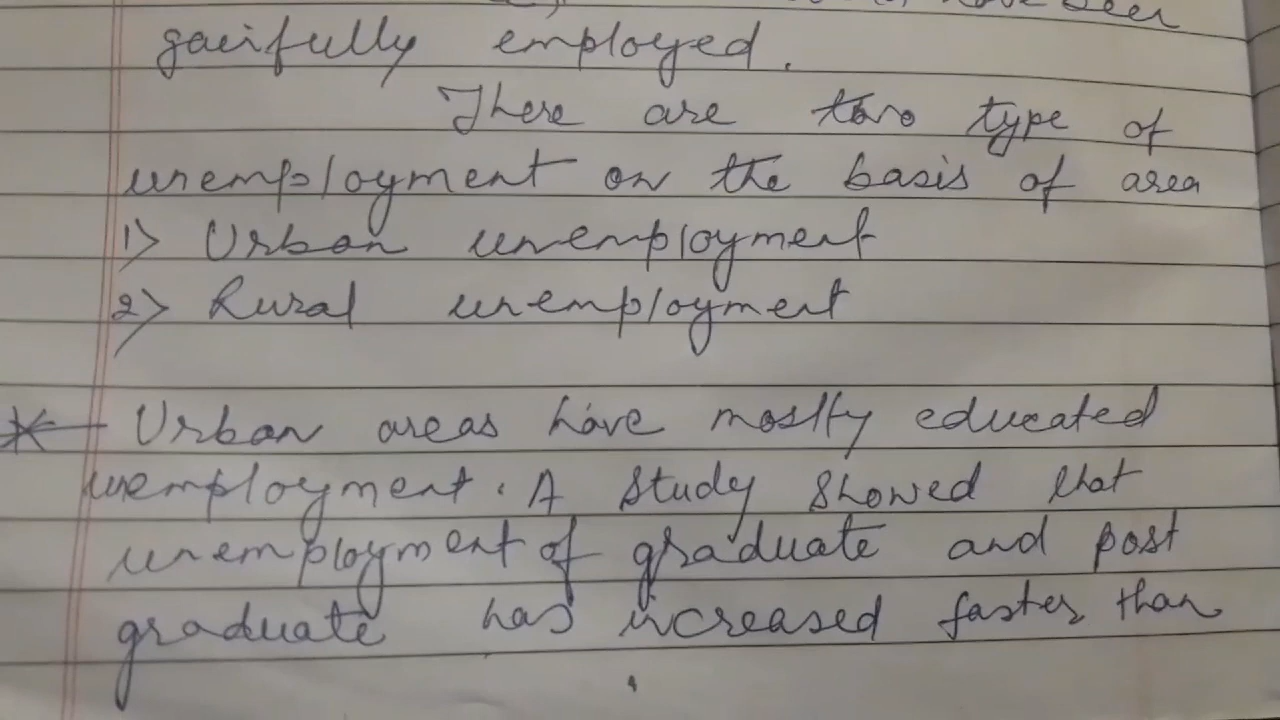 have been
gainfully employed.
There are two type of
unemployment on the basis of area
1> Urban unemployment
2> Rural unemployment
* Urban areas have mostly educated
unemployment. A study showed that
unemployment of graduate and post
graduate has increased faster than